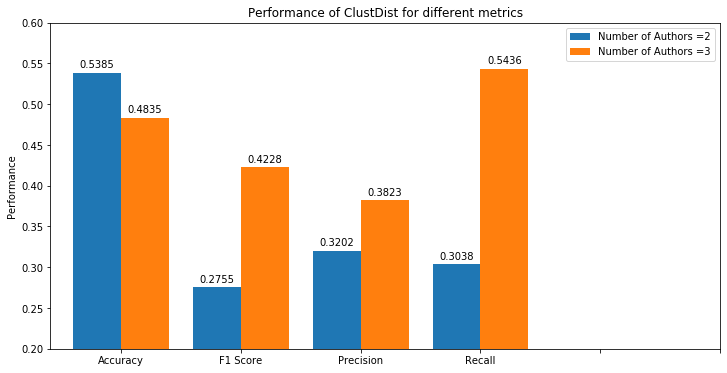 Performance of ClustDist for different metrics
Number of Authors =2
Number of Authors =3
Performance
0.60
0.55
0.50
0.45
0.40
0.35
0.30
0.25
0.20
0.5385
0.4835
0.2755
0.4228
0.3202
0.3823
0.3038
0.5436
Accuracy
F1 Score
Precision
Recall